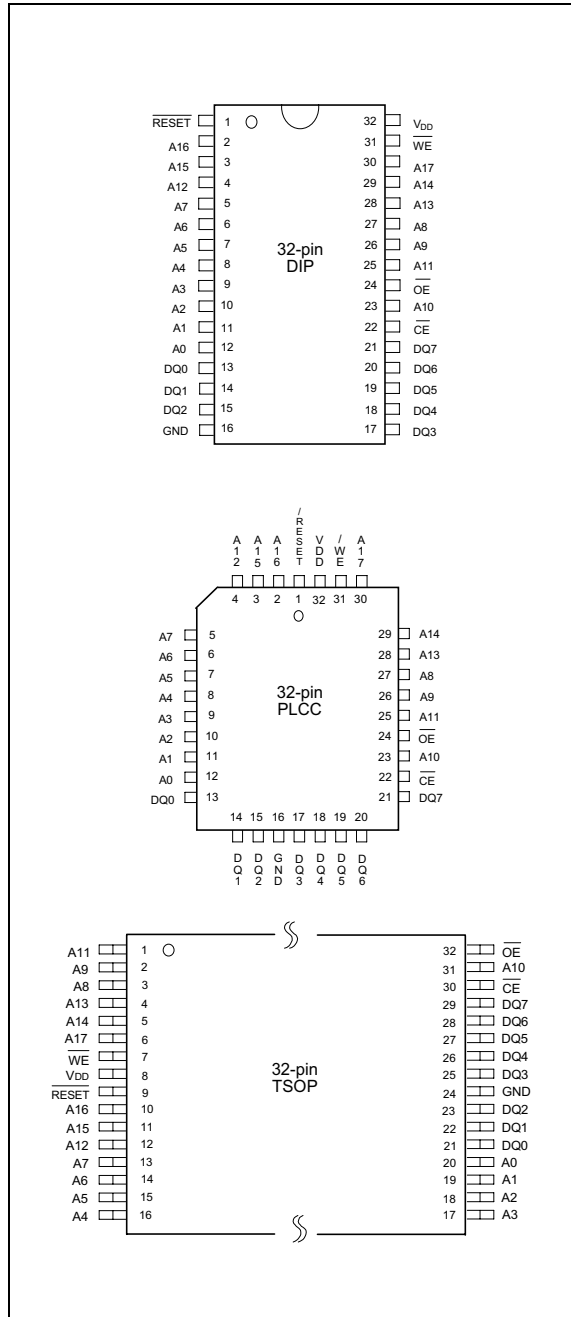 RESET 1 32 VDD
A16 2 31 WE
A15 3 30 A17
A12 4 29 A14
A7 5 28 A13
A6 6 27 A8
A5 7 26 A9
A4 8 25 A11
A3 9 24 OE
A2 10 23 A10
A1 11 22 CE
A0 12 21 DQ7
DQ0 13 20 DQ6
DQ1 14 19 DQ5
DQ2 15 18 DQ4
GND 16 17 DQ3
32-pin
DIP
A12 A15 A16 /RESET VDD /WE A17
4 3 2 1 32 31 30
A7 5 29 A14
A6 6 28 A13
A5 7 27 A8
A4 8 26 A9
A3 9 25 A11
A2 10 24 OE
A1 11 23 A10
A0 12 22 CE
DQ0 13 21 DQ7
32-pin
PLCC
14 15 16 17 18 19 20
DQ1 DQ2 GND DQ3 DQ4 DQ5 DQ6
A11 1 32 OE
A9 2 31 A10
A8 3 30 CE
A13 4 29 DQ7
A14 5 28 DQ6
A17 6 27 DQ5
WE 7 26 DQ4
VDD 8 25 DQ3
RESET 9 24 GND
A16 10 23 DQ2
A15 11 22 DQ1
A12 12 21 DQ0
A7 13 20 A0
A6 14 19 A1
A5 15 18 A2
A4 16 17 A3
32-pin
TSOP